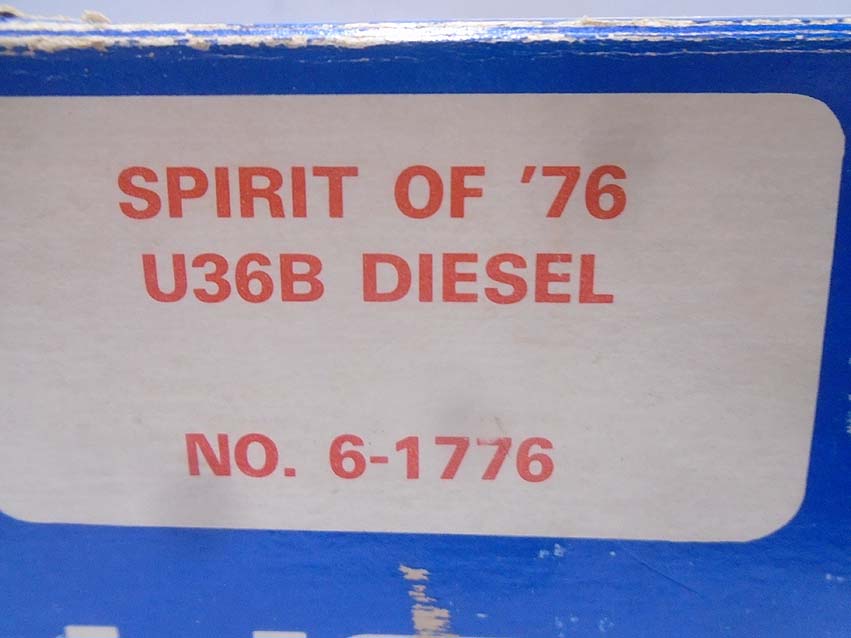 SPIRIT OF '76
U36B DIESEL
NO. 6-1776